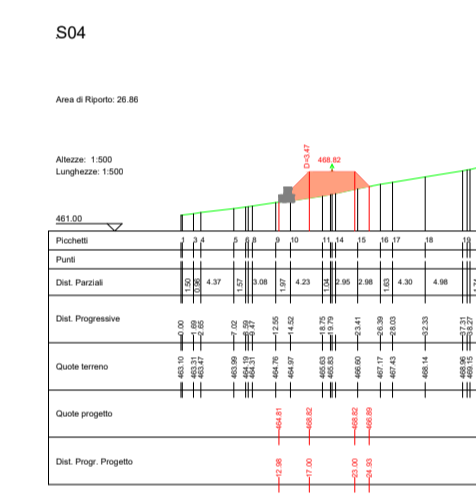 S04
Area di Riporto: 26.86
Altezze: 1:500
Lunghezze: 1:500
D=3.47
468.82
461.00
Picchetti 1 3 4 5 6 8 9 10 11 14 15 16 17 18 19
Punti
Dist. Parziali 1.50 0.96 4.37 1.57 3.08 1.97 4.23 1.04 2.95 2.98 1.63 4.30 4.98
Dist. Progressive 0.00 1.69 2.65 7.02 8.59 9.47 12.55 14.52 18.75 19.79 23.41 26.39 28.03 32.33 37.31 38.27
Quote terreno 463.10 463.31 463.47 463.99 464.19 464.31 464.76 464.97 465.63 465.83 466.60 467.17 467.43 468.14 468.96 469.15
Quote progetto 464.81 468.82 468.82 466.89
Dist. Progr. Progetto 12.98 17.00 23.00 24.93